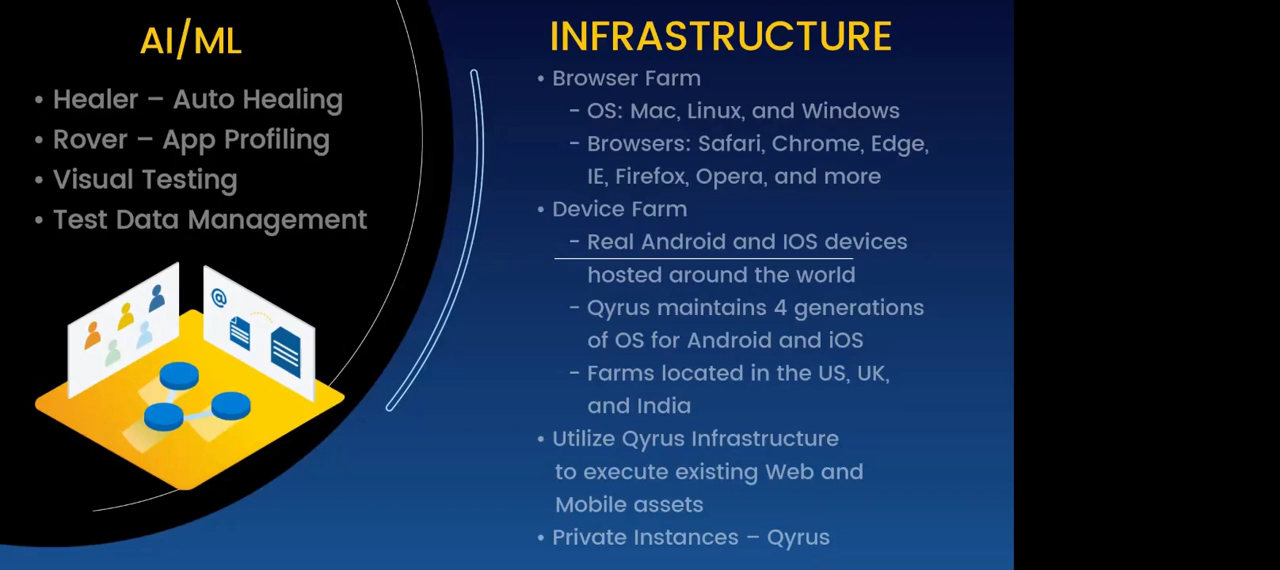 AI/ML
• Healer – Auto Healing
• Rover – App Profiling
• Visual Testing
• Test Data Management
@
INFRASTRUCTURE
• Browser Farm
- OS: Mac, Linux, and Windows
- Browsers: Safari, Chrome, Edge,
IE, Firefox, Opera, and more
• Device Farm
- Real Android and IOS devices
hosted around the world
- Qyrus maintains 4 generations
of OS for Android and iOS
- Farms located in the US, UK,
and India
• Utilize Qyrus Infrastructure
to execute existing Web and
Mobile assets
• Private Instances – Qyrus